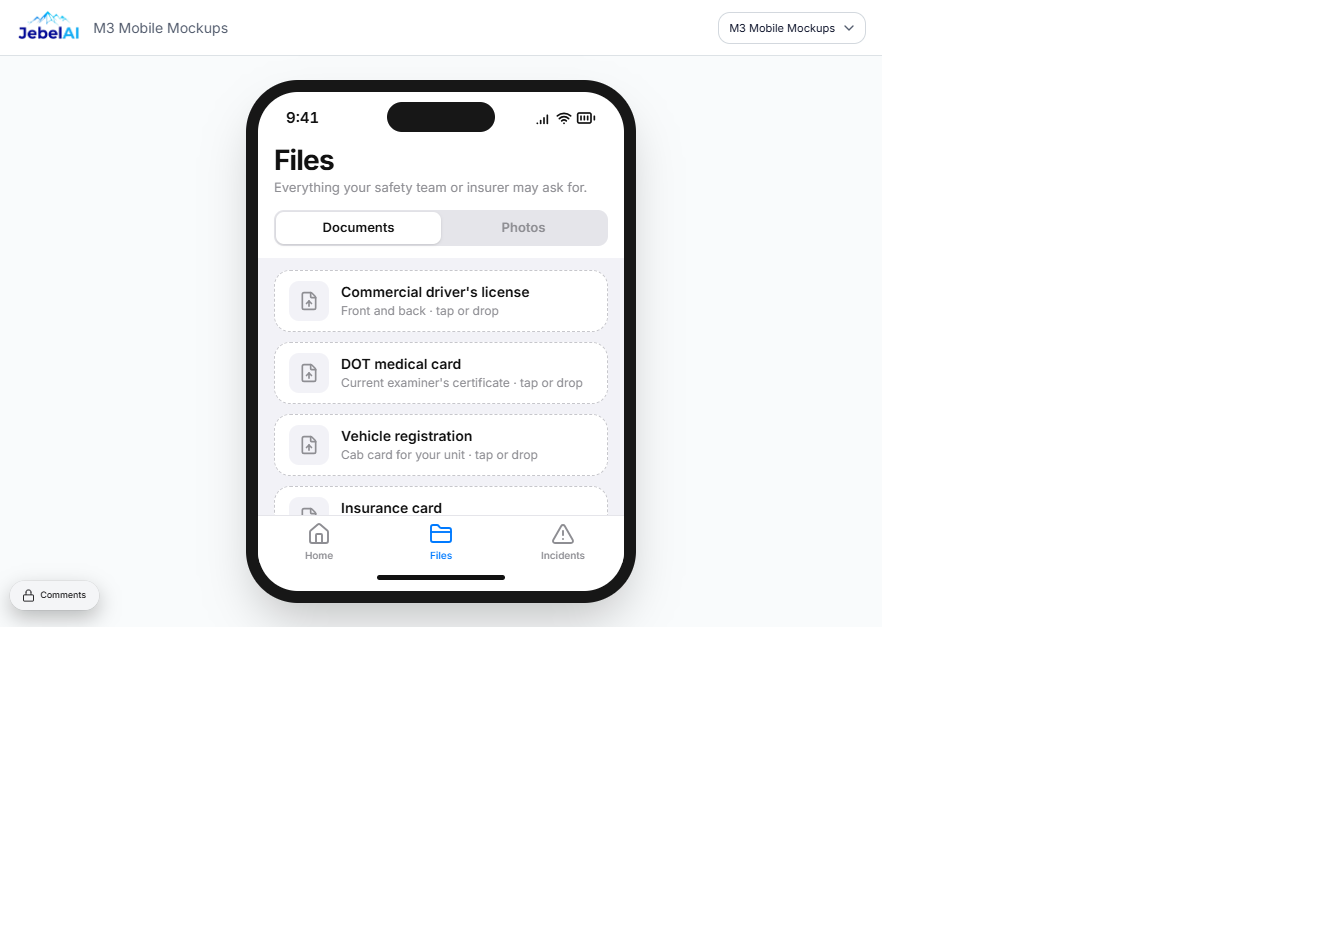 JebelAI
M3 Mobile Mockups
M3 Mobile Mockups
9:41
Files
Everything your safety team or insurer may ask for.
Documents
Photos
Commercial driver's license
Front and back · tap or drop
DOT medical card
Current examiner's certificate · tap or drop
Vehicle registration
Cab card for your unit · tap or drop
Insurance card
Home
Files
Incidents
Comments